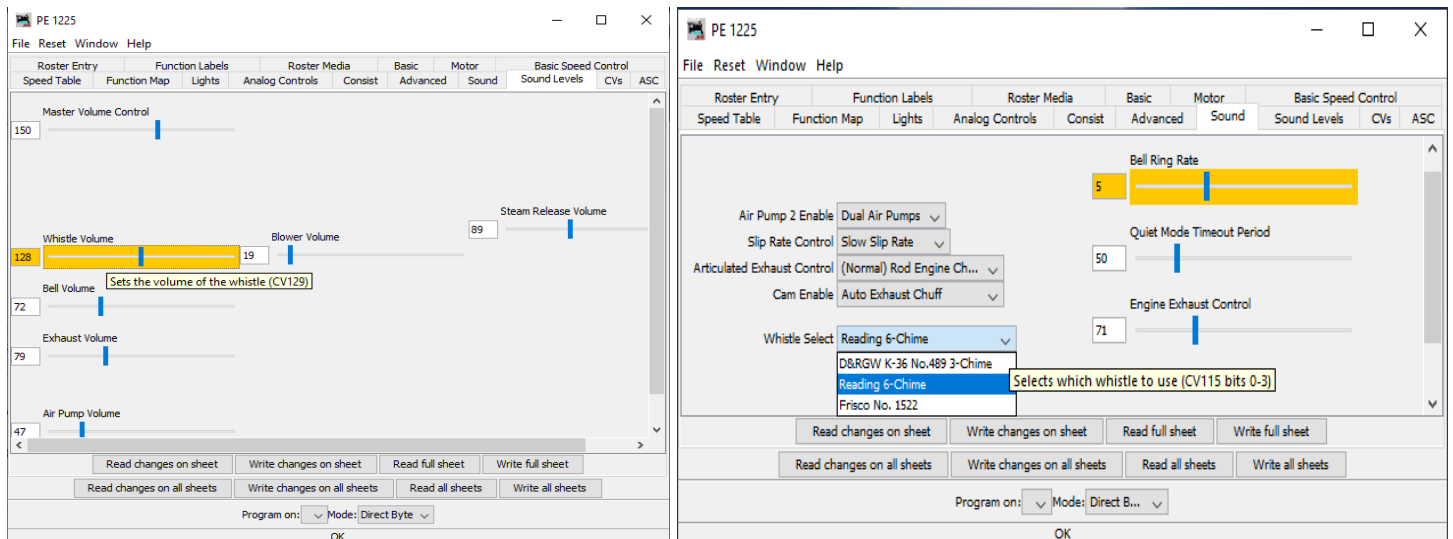 PE 1225
File Reset Window Help
Roster Entry Function Labels Roster Media Basic Motor Basic Speed Control
Speed Table Function Map Lights Analog Controls Consist Advanced Sound Sound Levels CVs ASC
Master Volume Control
150
Steam Release Volume
89
Whistle Volume Blower Volume
128 19
Sets the volume of the whistle (CV129)
Bell Volume
72
Exhaust Volume
79
Air Pump Volume
47
Read changes on sheet Write changes on sheet Read full sheet Write full sheet
Read changes on all sheets Write changes on all sheets Read all sheets Write all sheets
Program on: Mode: Direct Byte
OK
PE 1225
File Reset Window Help
Roster Entry Function Labels Roster Media Basic Motor Basic Speed Control
Speed Table Function Map Lights Analog Controls Consist Advanced Sound Sound Levels CVs ASC
Bell Ring Rate
5
Air Pump 2 Enable Dual Air Pumps
Quiet Mode Timeout Period
Slip Rate Control Slow Slip Rate
50
Articulated Exhaust Control (Normal) Rod Engine Ch...
Cam Enable Auto Exhaust Chuff
Engine Exhaust Control
71
Whistle Select Reading 6-Chime
D&RGW K-36 No.489 3-Chime
Reading 6-Chime
Selects which whistle to use (CV115 bits 0-3)
Frisco No. 1522
Read changes on sheet Write changes on sheet Read full sheet Write full sheet
Read changes on all sheets Write changes on all sheets Read all sheets Write all sheets
Program on: Mode: Direct B...
OK